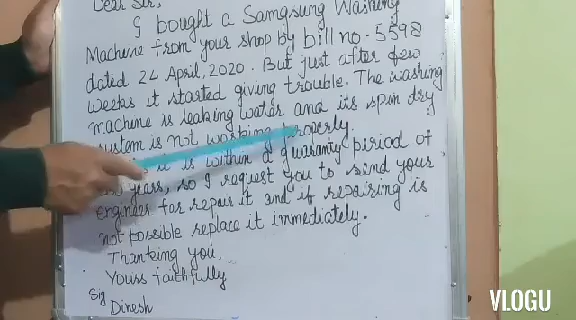 Dear Sir,
I bought a Samgsung Washing
Machine from your shop by bill no - 5598
dated 24 April, 2020. But just after few
weeks it started giving trouble. The washing
machine is leaking water and its spin dry
system is not working properly.
it is within a guaranty period of
years, so I request you to send your
engineer for repair it and if repairing is
not possible replace it immediately.
Thanking you,
Yours faithfully
Sig
Dinesh
VLOGU